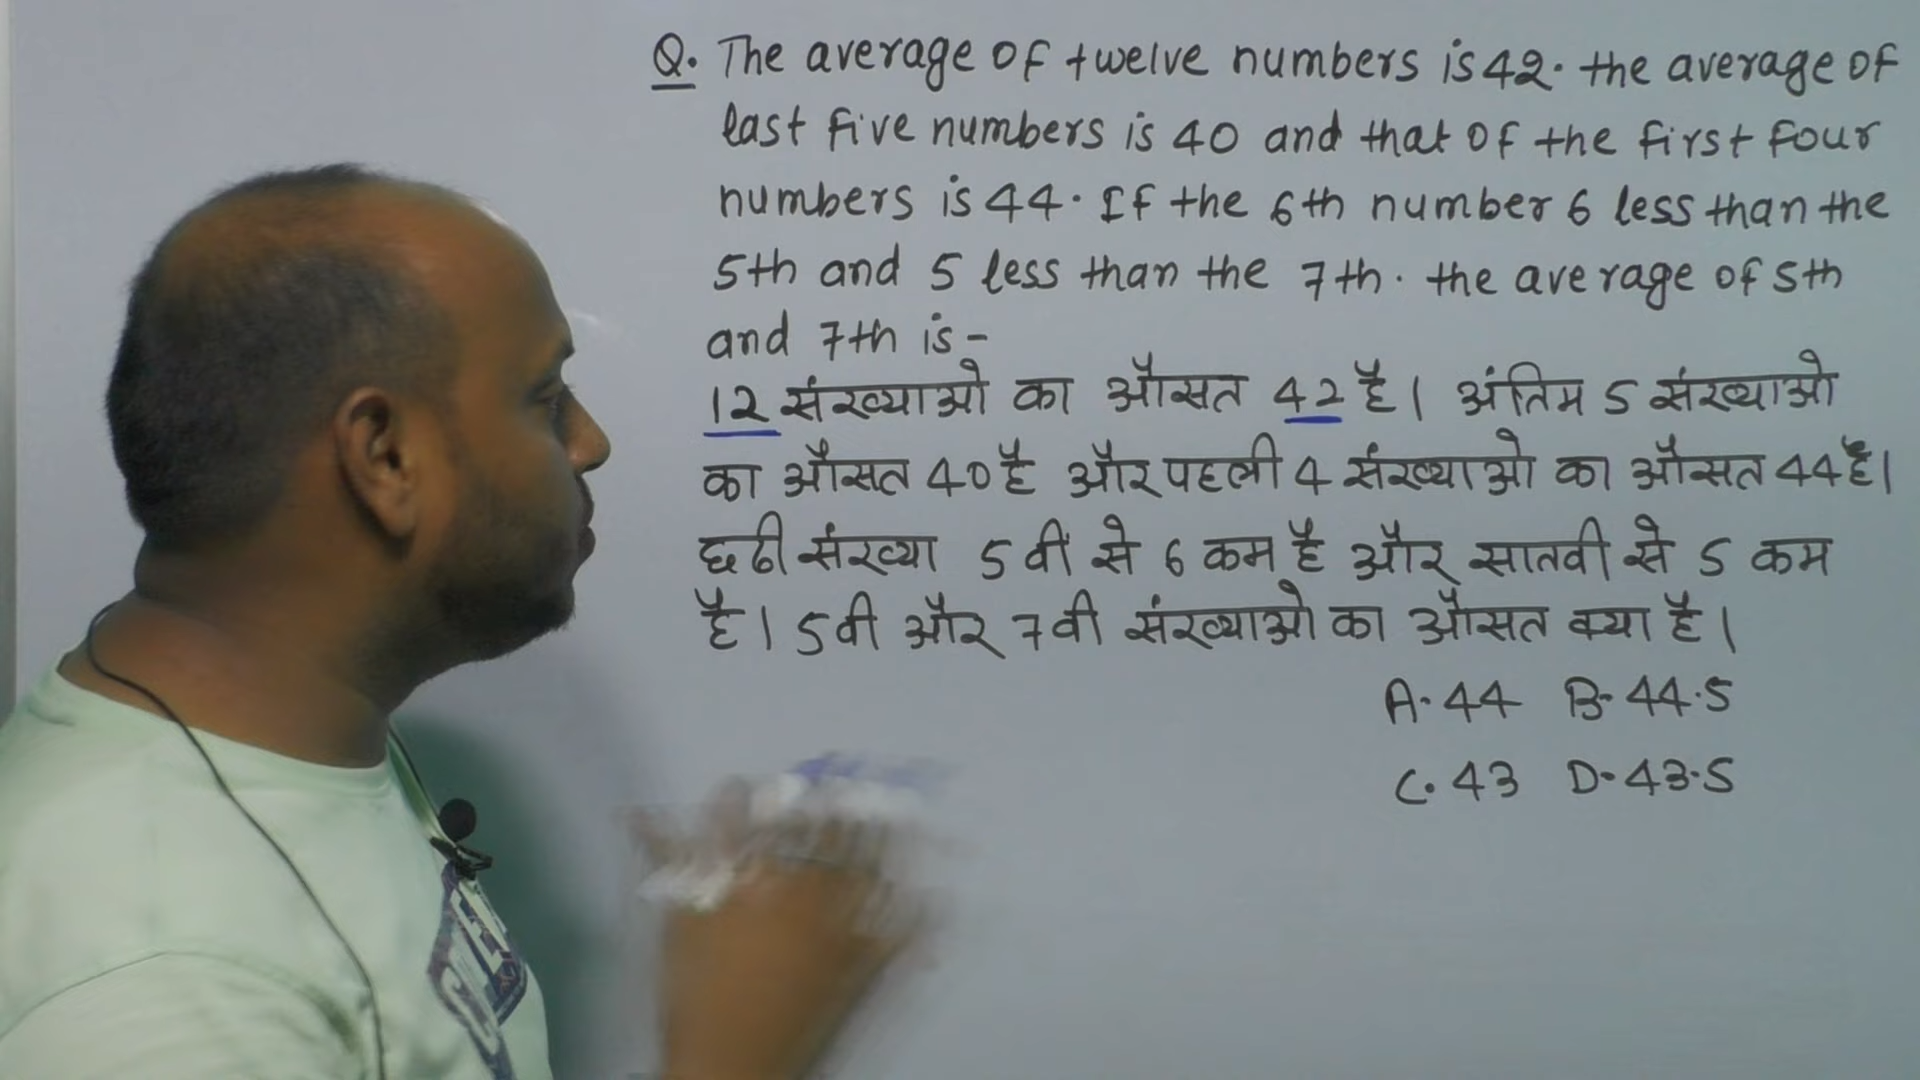 Q. The average of twelve numbers is 42. the average of
last five numbers is 40 and that of the first four
numbers is 44. If the 6th number 6 less than the
5th and 5 less than the 7th. the average of 5th
and 7th is -
12 संख्याओ का औसत 42 है। अंतिम 5 संख्याओ
का औसत 40 है और पहली 4 संख्याओ का औसत 44 है।
छठी संख्या 5 वी से 6 कम है और सातवी से 5 कम
है। 5वी और 7वी संख्याओ का औसत क्या है।
A. 44 B. 44.5
C. 43 D. 43.5